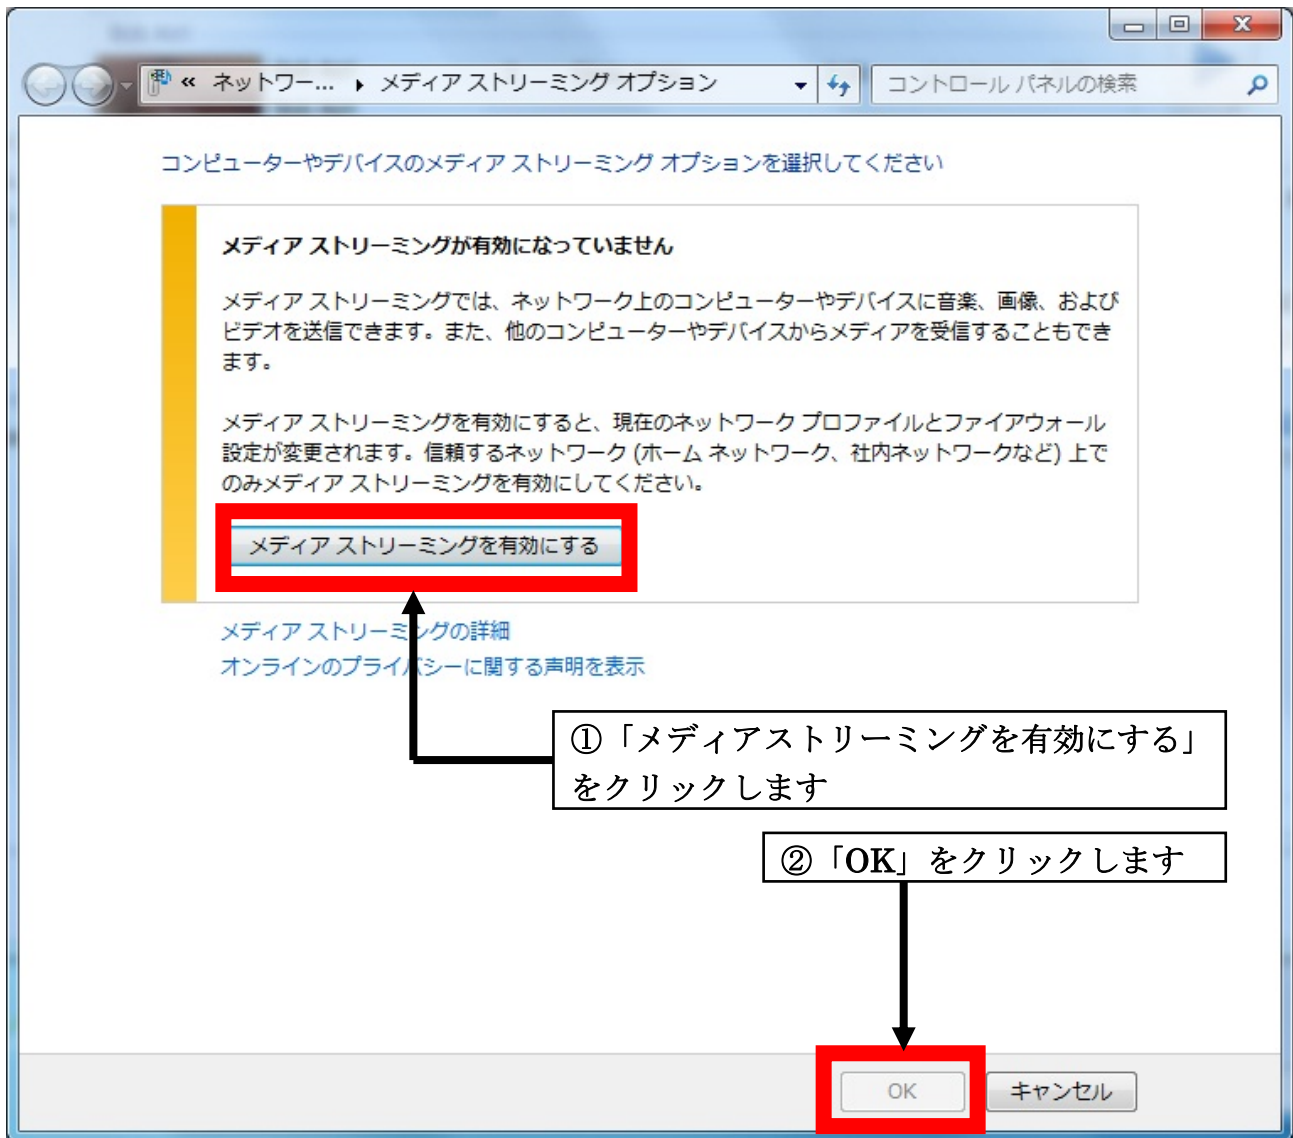 « ネットワー... ▸ メディア ストリーミング オプション
コントロール パネルの検索
コンピューターやデバイスのメディア ストリーミング オプションを選択してください
メディア ストリーミングが有効になっていません
メディア ストリーミングでは、ネットワーク上のコンピューターやデバイスに音楽、画像、および
ビデオを送信できます。また、他のコンピューターやデバイスからメディアを受信することもでき
ます。
メディア ストリーミングを有効にすると、現在のネットワーク プロファイルとファイアウォール
設定が変更されます。信頼するネットワーク (ホーム ネットワーク、社内ネットワークなど) 上で
のみメディア ストリーミングを有効にしてください。
メディア ストリーミングを有効にする
メディア ストリーミングの詳細
オンラインのプライバシーに関する声明を表示
①「メディアストリーミングを有効にする」
をクリックします
②「OK」をクリックします
OK
キャンセル